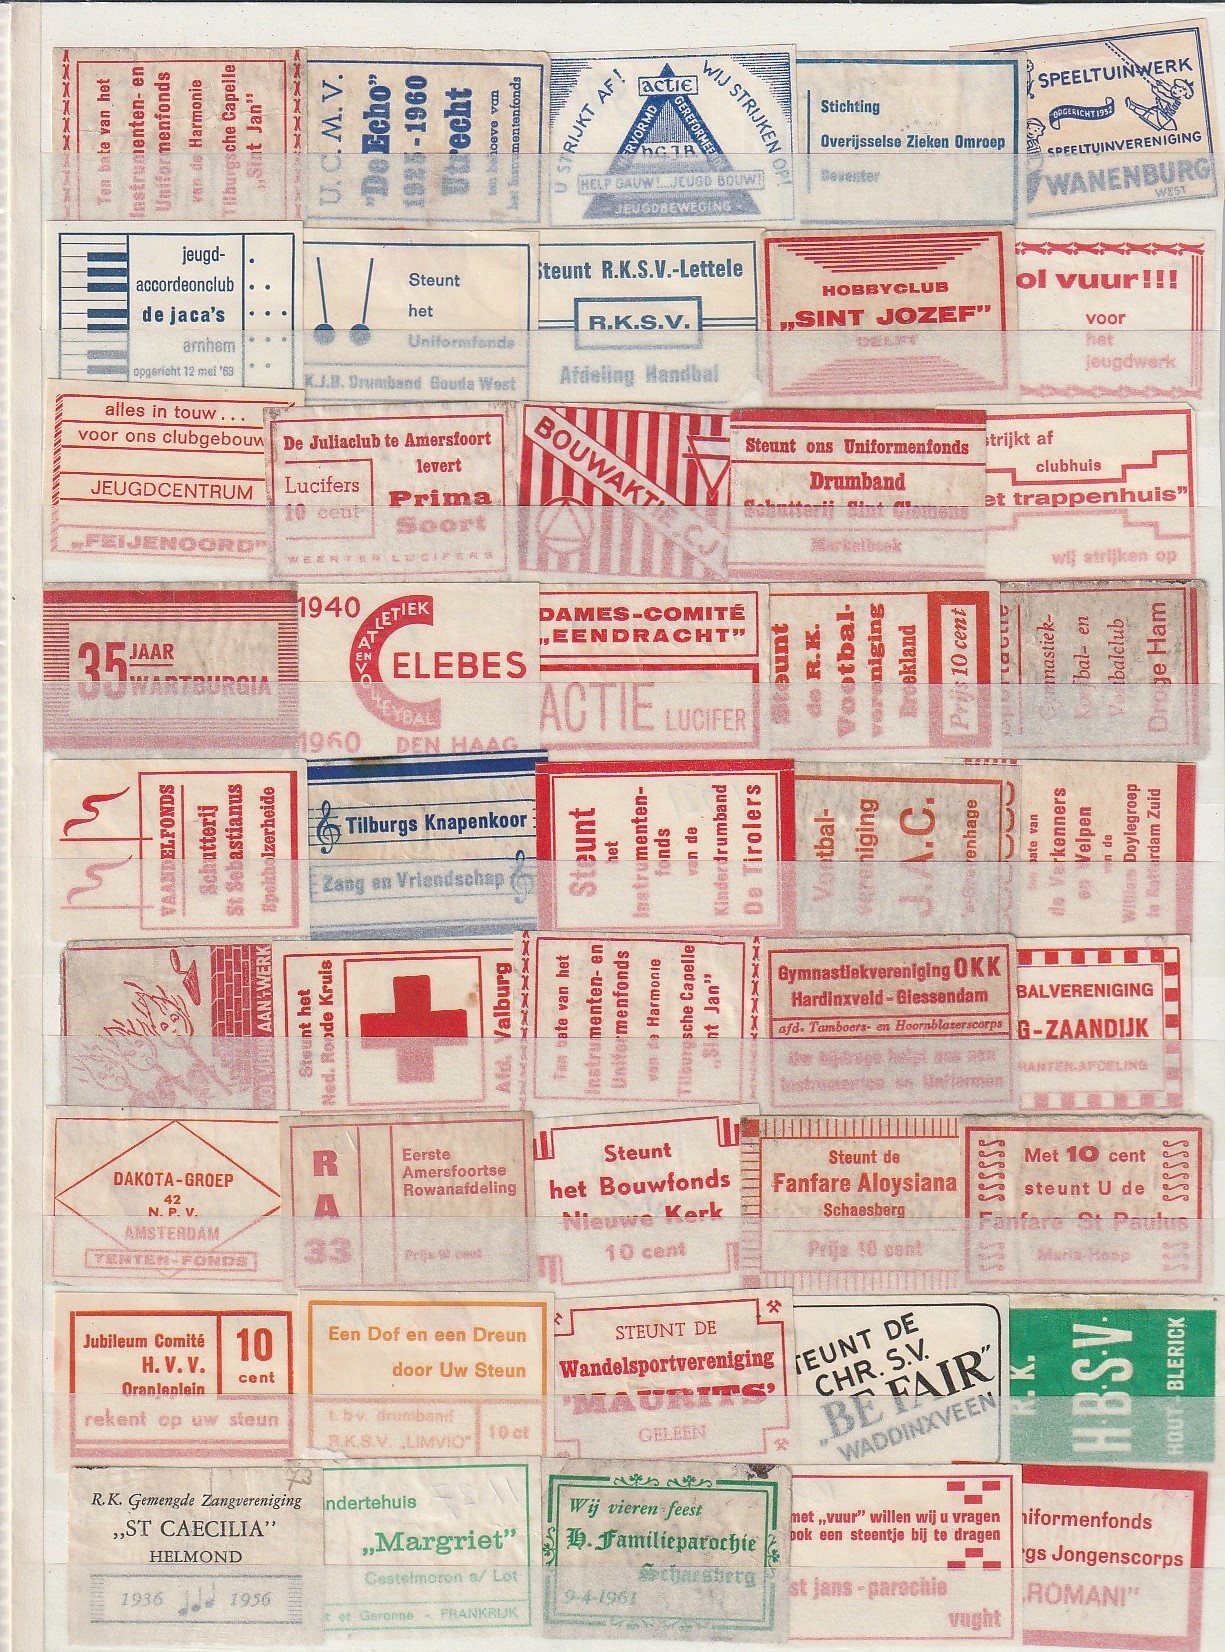 Ten bate van het
Instrumenten- en
Uniformenfonds
van de Harmonie
Tilburgsche Capelle
„Sint Jan”
U. C. M. V.
"De Echo"
1925 - 1960
Utrecht
ten behoeve van
het instrumentenfonds
U STRIJKT AF!
WIJ STRIJKEN OP!
actie
HERVORMD
GEREFORMEERD
H.G.J.B.
HELP GAUW!...JEUGD BOUW!
- JEUGDBEWEGING -
Stichting
Overijsselse Zieken Omroep
Deventer
SPEELTUINWERK
OPGERICHT 1952
SPEELTUINVERENIGING
WANENBURG
WEST
jeugd-
accordeonclub
de jaca's
arnhem
opgericht 12 mei '63
Steunt
het
Uniformfonds
K.J.B. Drumband Gouda West
Steunt R.K.S.V.-Lettele
R.K.S.V.
Afdeling Handbal
HOBBYCLUB
„SINT JOZEF”
DELFT
ol vuur!!!
voor
het
jeugdwerk
alles in touw...
voor ons clubgebouw
JEUGDCENTRUM
„FEIJENOORD”
De Juliaclub te Amersfoort
levert
Lucifers
10 cent
Prima
Soort
WEERTER LUCIFERS
BOUWAKTIE „CJ
Steunt ons Uniformenfonds
Drumband
Schutterij Sint Clemens
Merkelbeek
trijkt af
clubhuis
et trappenhuis”
wij strijken op
35 JAAR
WARTBURGIA
1940
ATLETIEK
EN
VOLLEYBAL
CELEBES
1960 DEN HAAG
DAMES-COMITÉ
„EENDRACHT”
ACTIE LUCIFER
Steunt
de R.K.
Voetbal-
vereniging
Broekland
Prijs 10 cent
Gymnastiek-
Korfbal- en
Voetbalclub
Droge Ham
VAANDELFONDS
Schutterij
St Sebastianus
Spekholzerheide
Tilburgs Knapenkoor
Zang en Vriendschap
Steunt
het
Instrumenten-
fonds
van de
Kinderdrumband
De Tirolers
Voetbal-
vereniging
J.A.C.
's-Gravenhage
bate van
de Verkenners
en Welpen
van de
William Doylegroep
te Rotterdam Zuid
AAN-WERK
Steunt het
Ned. Roode Kruis
Afd. Valburg
Ten bate van het
Instrumenten- en
Uniformenfonds
van de Harmonie
Tilburgsche Capelle
„Sint Jan”
Gymnastiekvereniging OKK
Hardinxveld - Giessendam
afd. Tamboers- en Hoornblazerscorps
Uw bijdrage helpt ons aan
instrumenten en Uniformen
BALVERENIGING
G-ZAANDIJK
HANTEN-AFDELING
DAKOTA-GROEP
42
N. P. V.
AMSTERDAM
TENTEN-FONDS
R
A
33
Eerste
Amersfoortse
Rowanafdeling
Prijs 10 cent
Steunt
het Bouwfonds
Nieuwe Kerk
10 cent
Steunt de
Fanfare Aloysiana
Schaesberg
Prijs 10 cent
Met 10 cent
steunt U de
Fanfare St Paulus
Maria-Hoop
Jubileum Comité
H. V. V.
Oranjeplein
10
cent
rekent op uw steun
Een Dof en een Dreun
door Uw Steun
t.b.v. drumband
R.K.S.V. „LIMVIO”
10 ct
STEUNT DE
Wandelsportvereniging
'MAURITS'
GELEEN
TEUNT DE
CHR. S.V.
„BE FAIR”
WADDINXVEEN
R. K.
H·B·S·V·
HOUT - BLERICK
73
R.K. Gemengde Zangvereniging
„ST CAECILIA”
HELMOND
1936 1956
ndertehuis
„Margriet”
Castelmoron s/ Lot
t et Garonne - FRANKRIJK
Wij vieren feest
H. Familieparochie
Schaesberg
9-4-1961
met „vuur” willen wij u vragen
ook een steentje bij te dragen
st jans - parochie
vught
niformenfonds
rgs Jongenscorps
ROMANI”